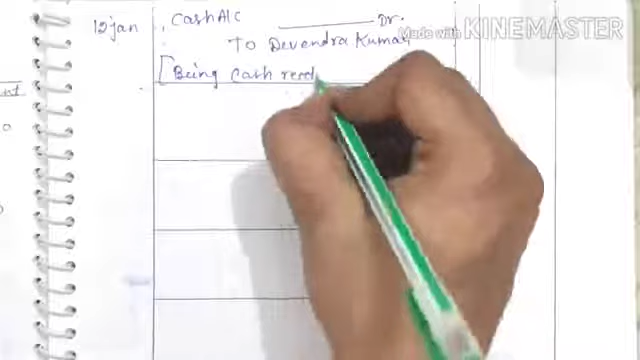 Made with KINEMASTER
12 jan Cash A/C Dr.
To Devendra Kumar
[Being Cash recd